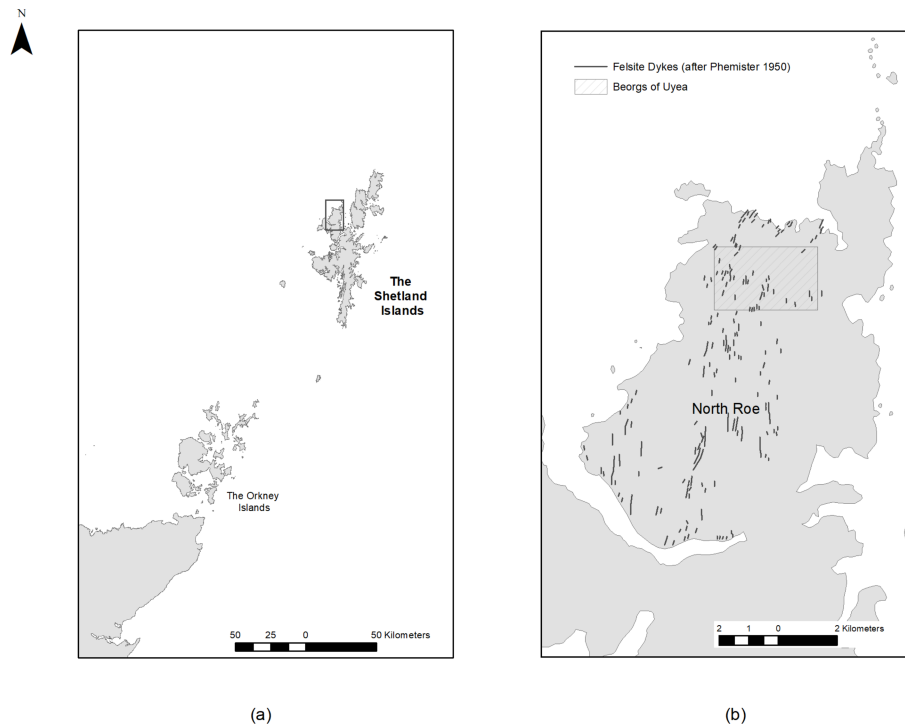 N
The
Shetland
Islands
The Orkney
Islands
50 25 0 50 Kilometers
(a)
Felsite Dykes (after Phemister 1950)
Beorgs of Uyea
North Roe
2 1 0 2 Kilometers
(b)